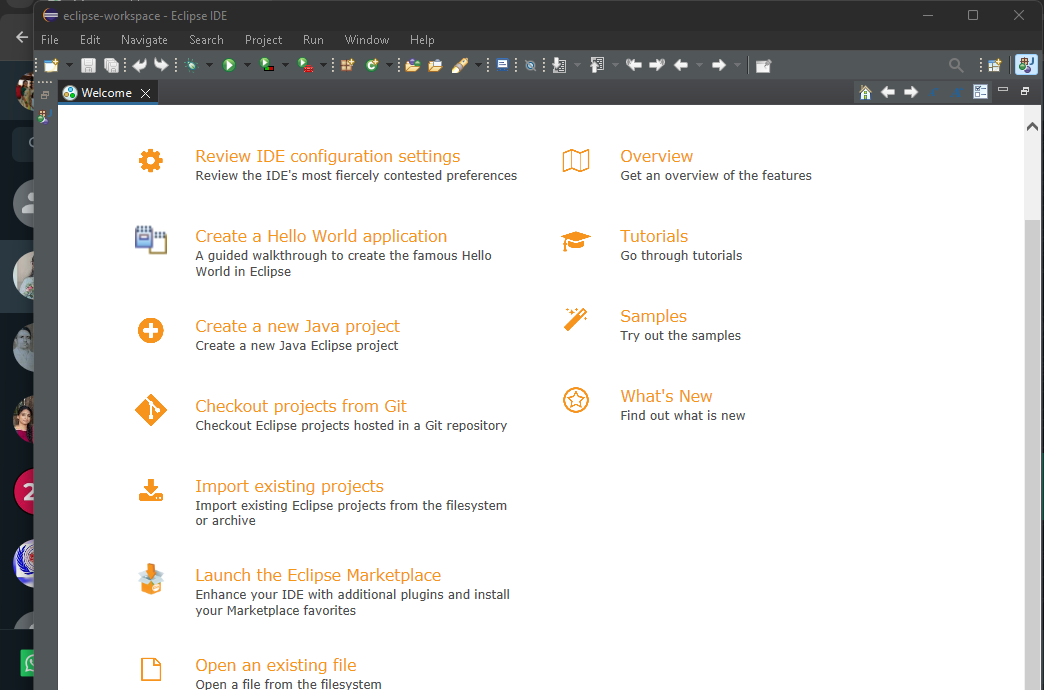 eclipse-workspace - Eclipse IDE
File Edit Navigate Search Project Run Window Help
Welcome
Review IDE configuration settings
Review the IDE's most fiercely contested preferences
Create a Hello World application
A guided walkthrough to create the famous Hello
World in Eclipse
Create a new Java project
Create a new Java Eclipse project
Checkout projects from Git
Checkout Eclipse projects hosted in a Git repository
Import existing projects
Import existing Eclipse projects from the filesystem
or archive
Launch the Eclipse Marketplace
Enhance your IDE with additional plugins and install
your Marketplace favorites
Open an existing file
Open a file from the filesystem
Overview
Get an overview of the features
Tutorials
Go through tutorials
Samples
Try out the samples
What's New
Find out what is new
2